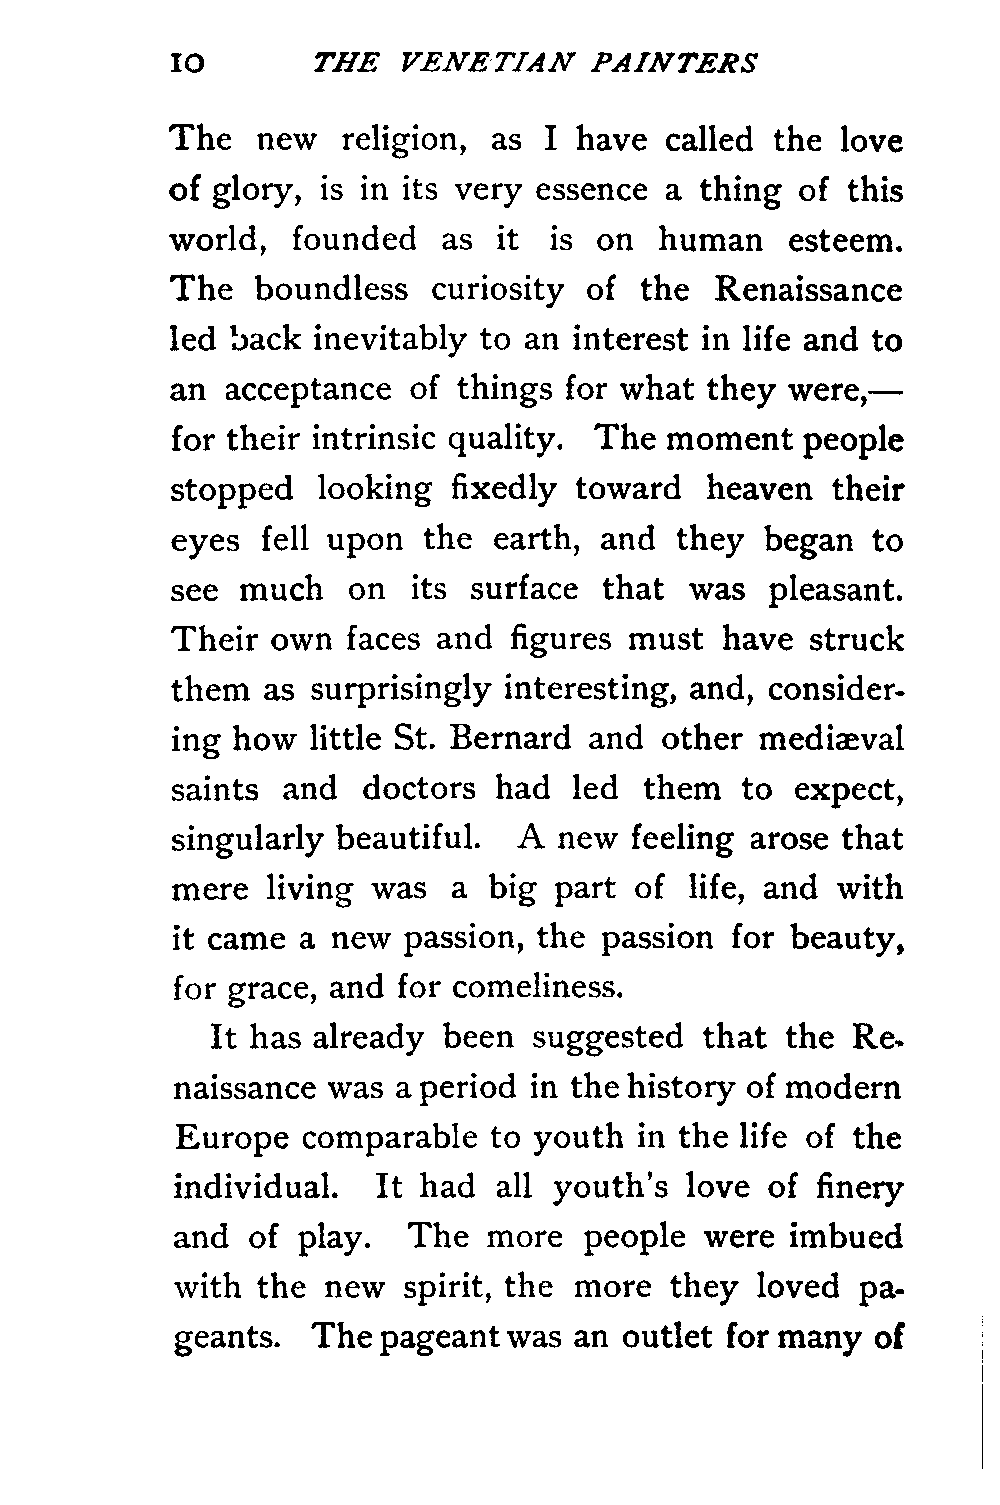 10 THE VENETIAN PAINTERS
The new religion, as I have called the love
of glory, is in its very essence a thing of this
world, founded as it is on human esteem.
The boundless curiosity of the Renaissance
led back inevitably to an interest in life and to
an acceptance of things for what they were,—
for their intrinsic quality. The moment people
stopped looking fixedly toward heaven their
eyes fell upon the earth, and they began to
see much on its surface that was pleasant.
Their own faces and figures must have struck
them as surprisingly interesting, and, consider-
ing how little St. Bernard and other mediæval
saints and doctors had led them to expect,
singularly beautiful. A new feeling arose that
mere living was a big part of life, and with
it came a new passion, the passion for beauty,
for grace, and for comeliness.
It has already been suggested that the Re-
naissance was a period in the history of modern
Europe comparable to youth in the life of the
individual. It had all youth's love of finery
and of play. The more people were imbued
with the new spirit, the more they loved pa-
geants. The pageant was an outlet for many of